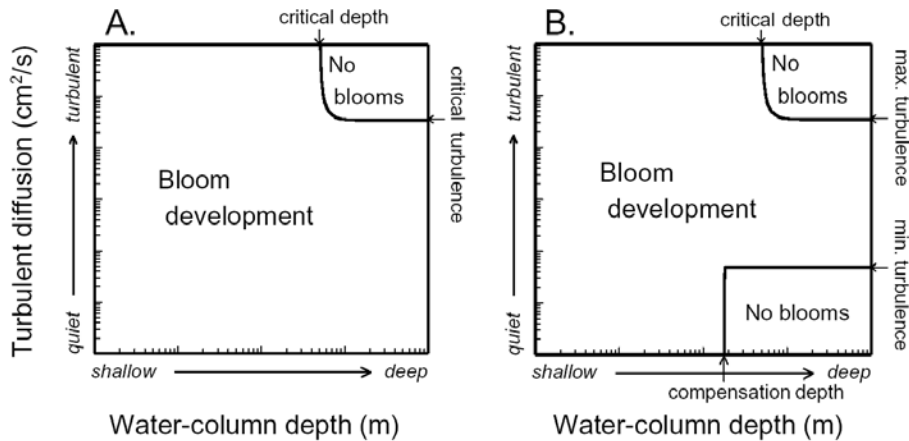 A.
critical depth
No
blooms
critical turbulence
Bloom
development
Turbulent diffusion (cm²/s)
turbulent
quiet
shallow
deep
Water-column depth (m)
B.
critical depth
No
blooms
max. turbulence
Bloom
development
min. turbulence
No blooms
turbulent
quiet
shallow
deep
compensation depth
Water-column depth (m)